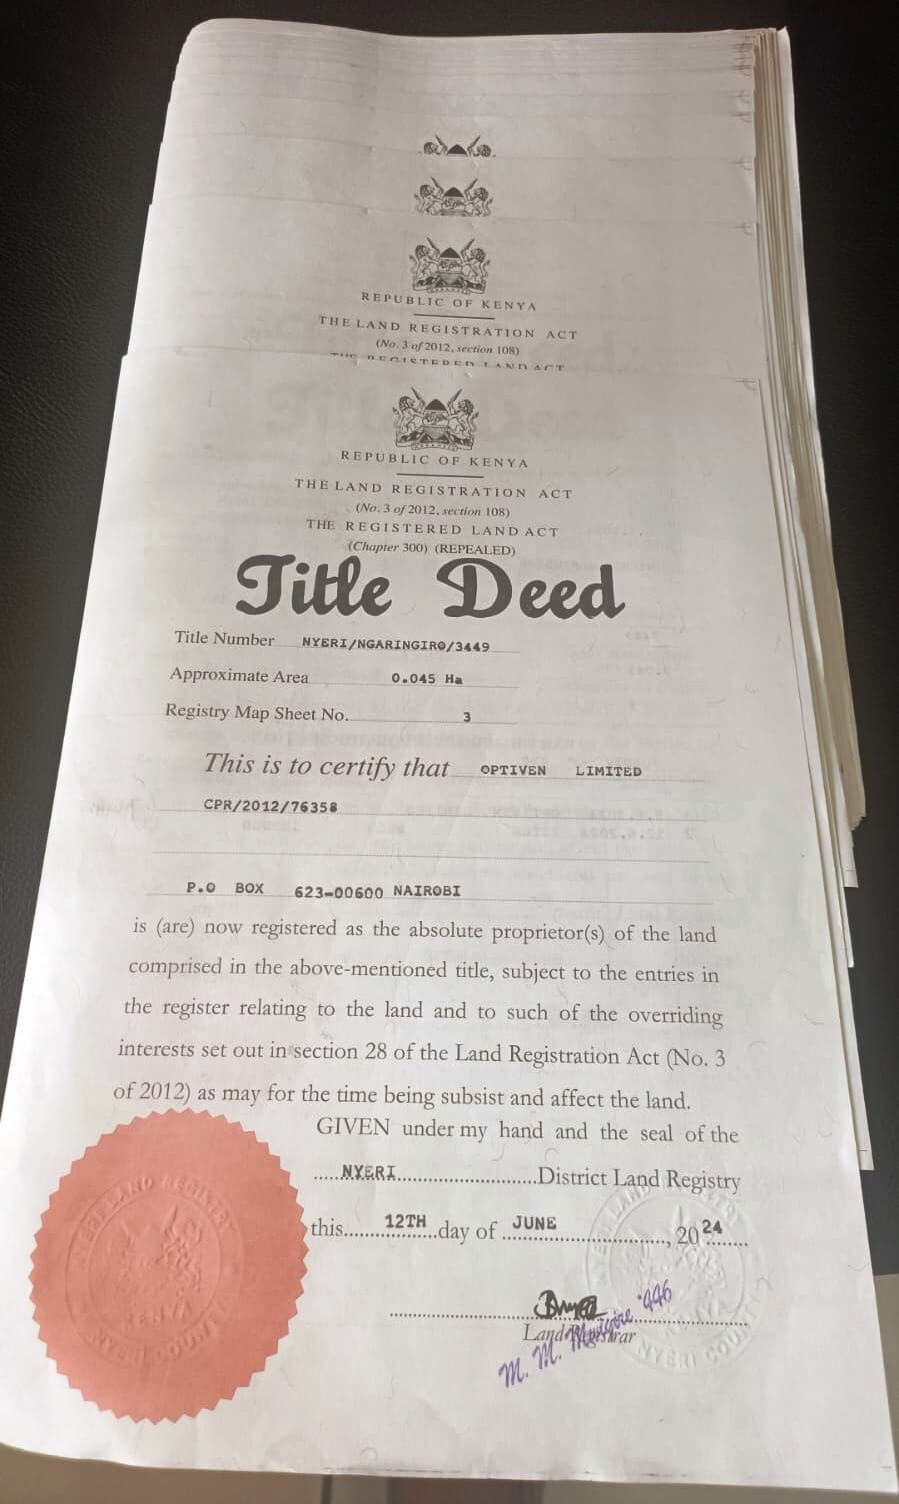 REPUBLIC OF KENYA
THE LAND REGISTRATION ACT
(No. 3 of 2012, section 108)
THE REGISTERED LAND ACT
REPUBLIC OF KENYA
THE LAND REGISTRATION ACT
(No. 3 of 2012, section 108)
THE REGISTERED LAND ACT
(Chapter 300) (REPEALED)
Title Deed
Title Number NYERI/NGARINGIRO/3449
Approximate Area 0.045 Ha
Registry Map Sheet No. 3
This is to certify that OPTIVEN LIMITED
CPR/2012/76358
P.O BOX 623-00600 NAIROBI
is (are) now registered as the absolute proprietor(s) of the land
comprised in the above-mentioned title, subject to the entries in
the register relating to the land and to such of the overriding
interests set out in section 28 of the Land Registration Act (No. 3
of 2012) as may for the time being subsist and affect the land.
GIVEN under my hand and the seal of the
.....NYERI..............................District Land Registry
this......12TH......day of ...JUNE..................., 2024......
Land Registrar
M. M. *446
NYERI COUNTY